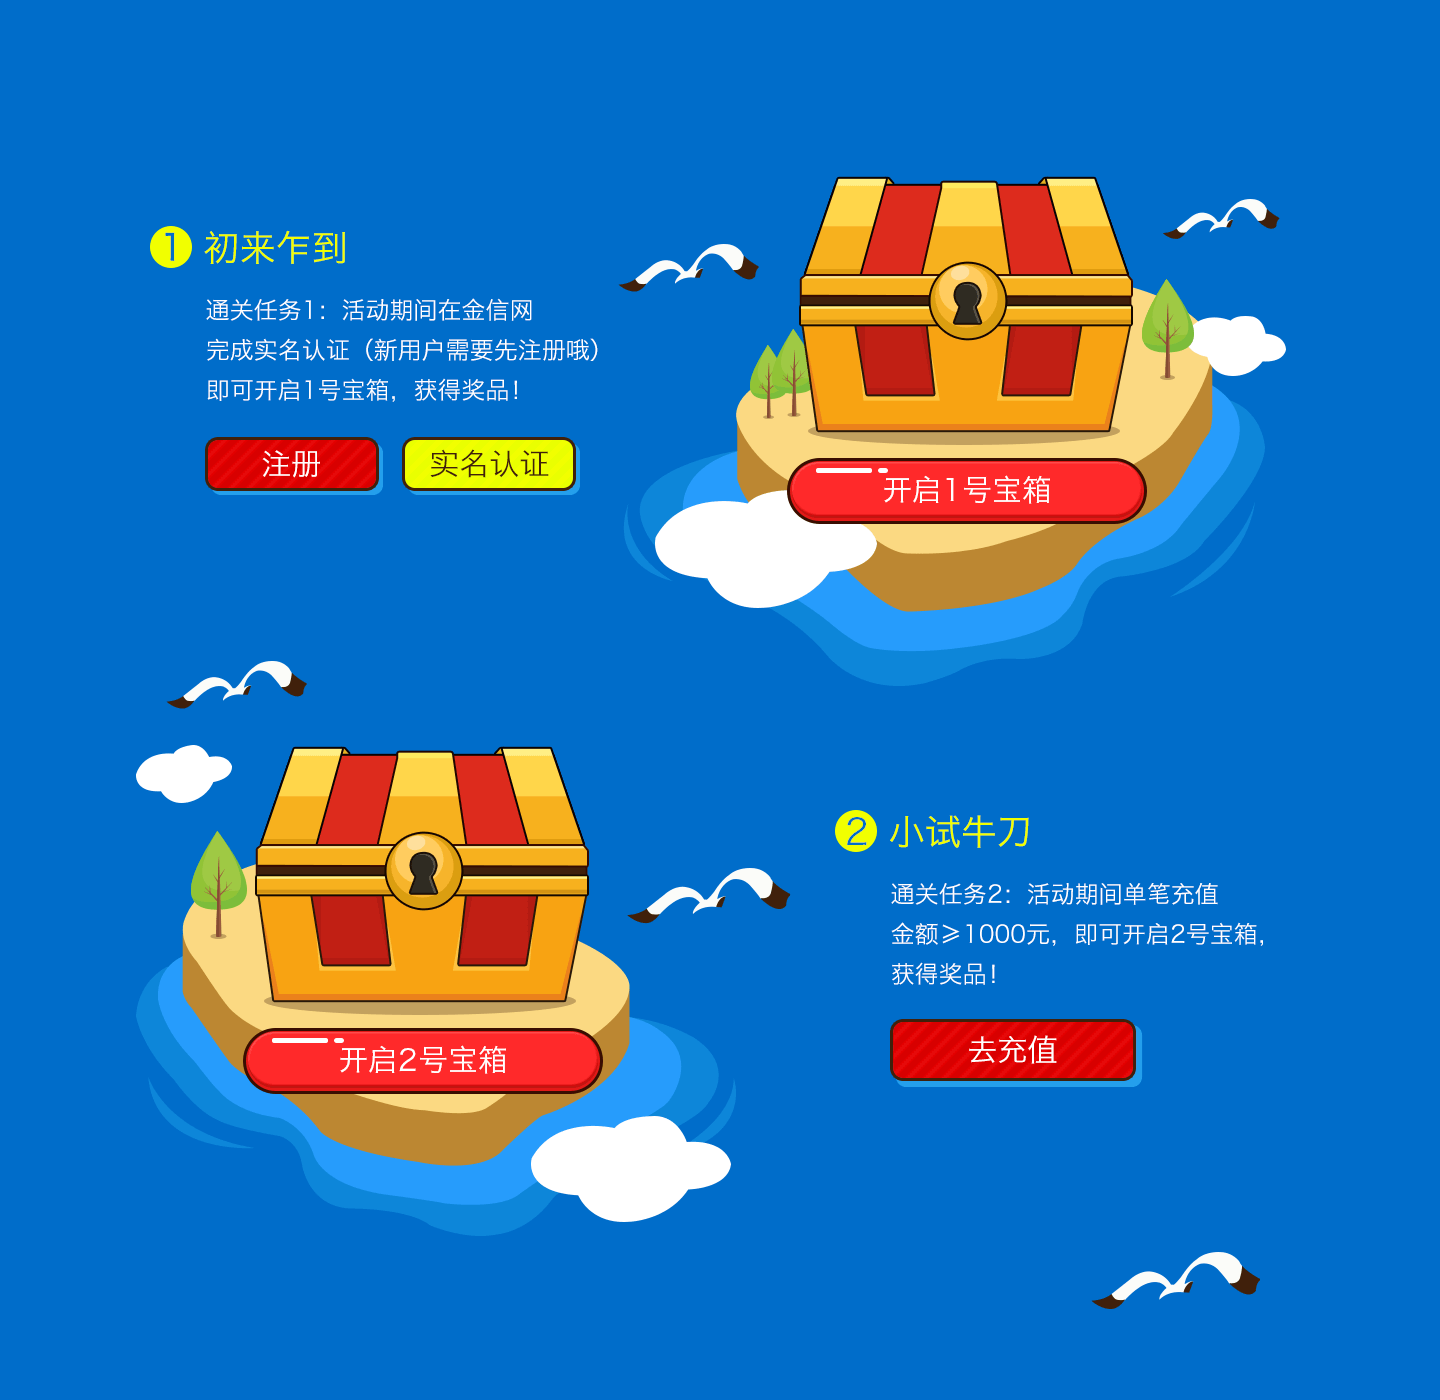 1 初来乍到
通关任务1：活动期间在金信网
完成实名认证（新用户需要先注册哦）
即可开启1号宝箱，获得奖品！
注册 实名认证
开启1号宝箱
2 小试牛刀
通关任务2：活动期间单笔充值
金额≥1000元，即可开启2号宝箱，
获得奖品！
去充值
开启2号宝箱